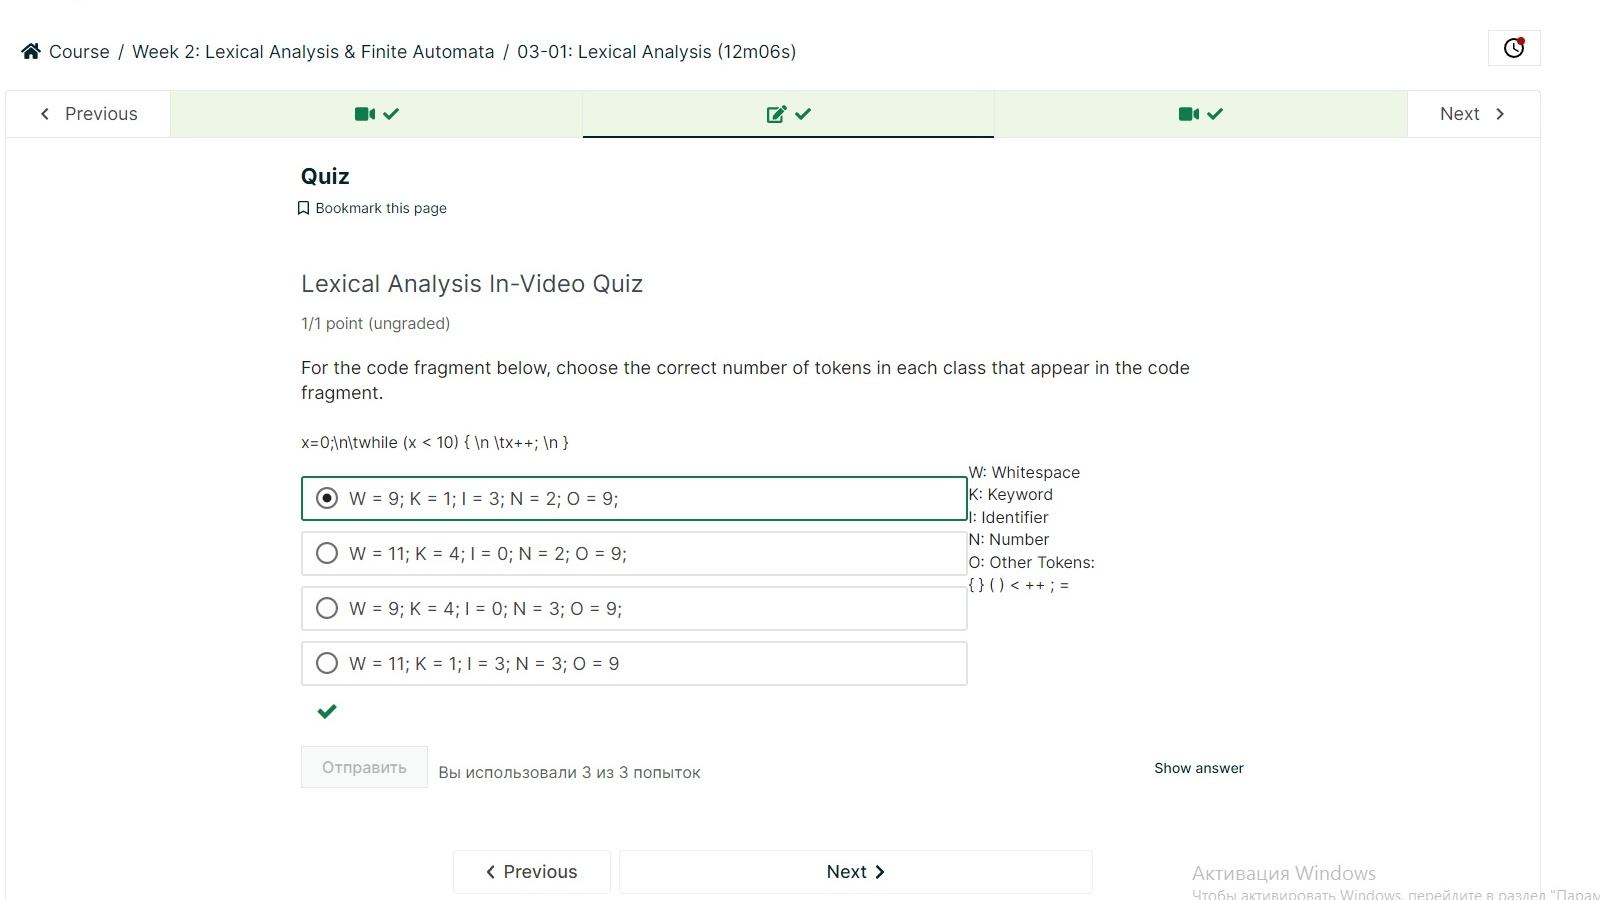 Course / Week 2: Lexical Analysis & Finite Automata / 03-01: Lexical Analysis (12m06s)
Previous
Next
Quiz
Bookmark this page
Lexical Analysis In-Video Quiz
1/1 point (ungraded)
For the code fragment below, choose the correct number of tokens in each class that appear in the code
fragment.
x=0;\n\twhile (x < 10) { \n \tx++; \n }
W = 9; K = 1; I = 3; N = 2; O = 9;
W = 11; K = 4; I = 0; N = 2; O = 9;
W = 9; K = 4; I = 0; N = 3; O = 9;
W = 11; K = 1; I = 3; N = 3; O = 9
W: Whitespace
K: Keyword
I: Identifier
N: Number
O: Other Tokens:
{ } ( ) < ++ ; =
Отправить
Вы использовали 3 из 3 попыток
Show answer
Previous
Next
Активация Windows
Чтобы активировать Windows, перейдите в раздел "Парам